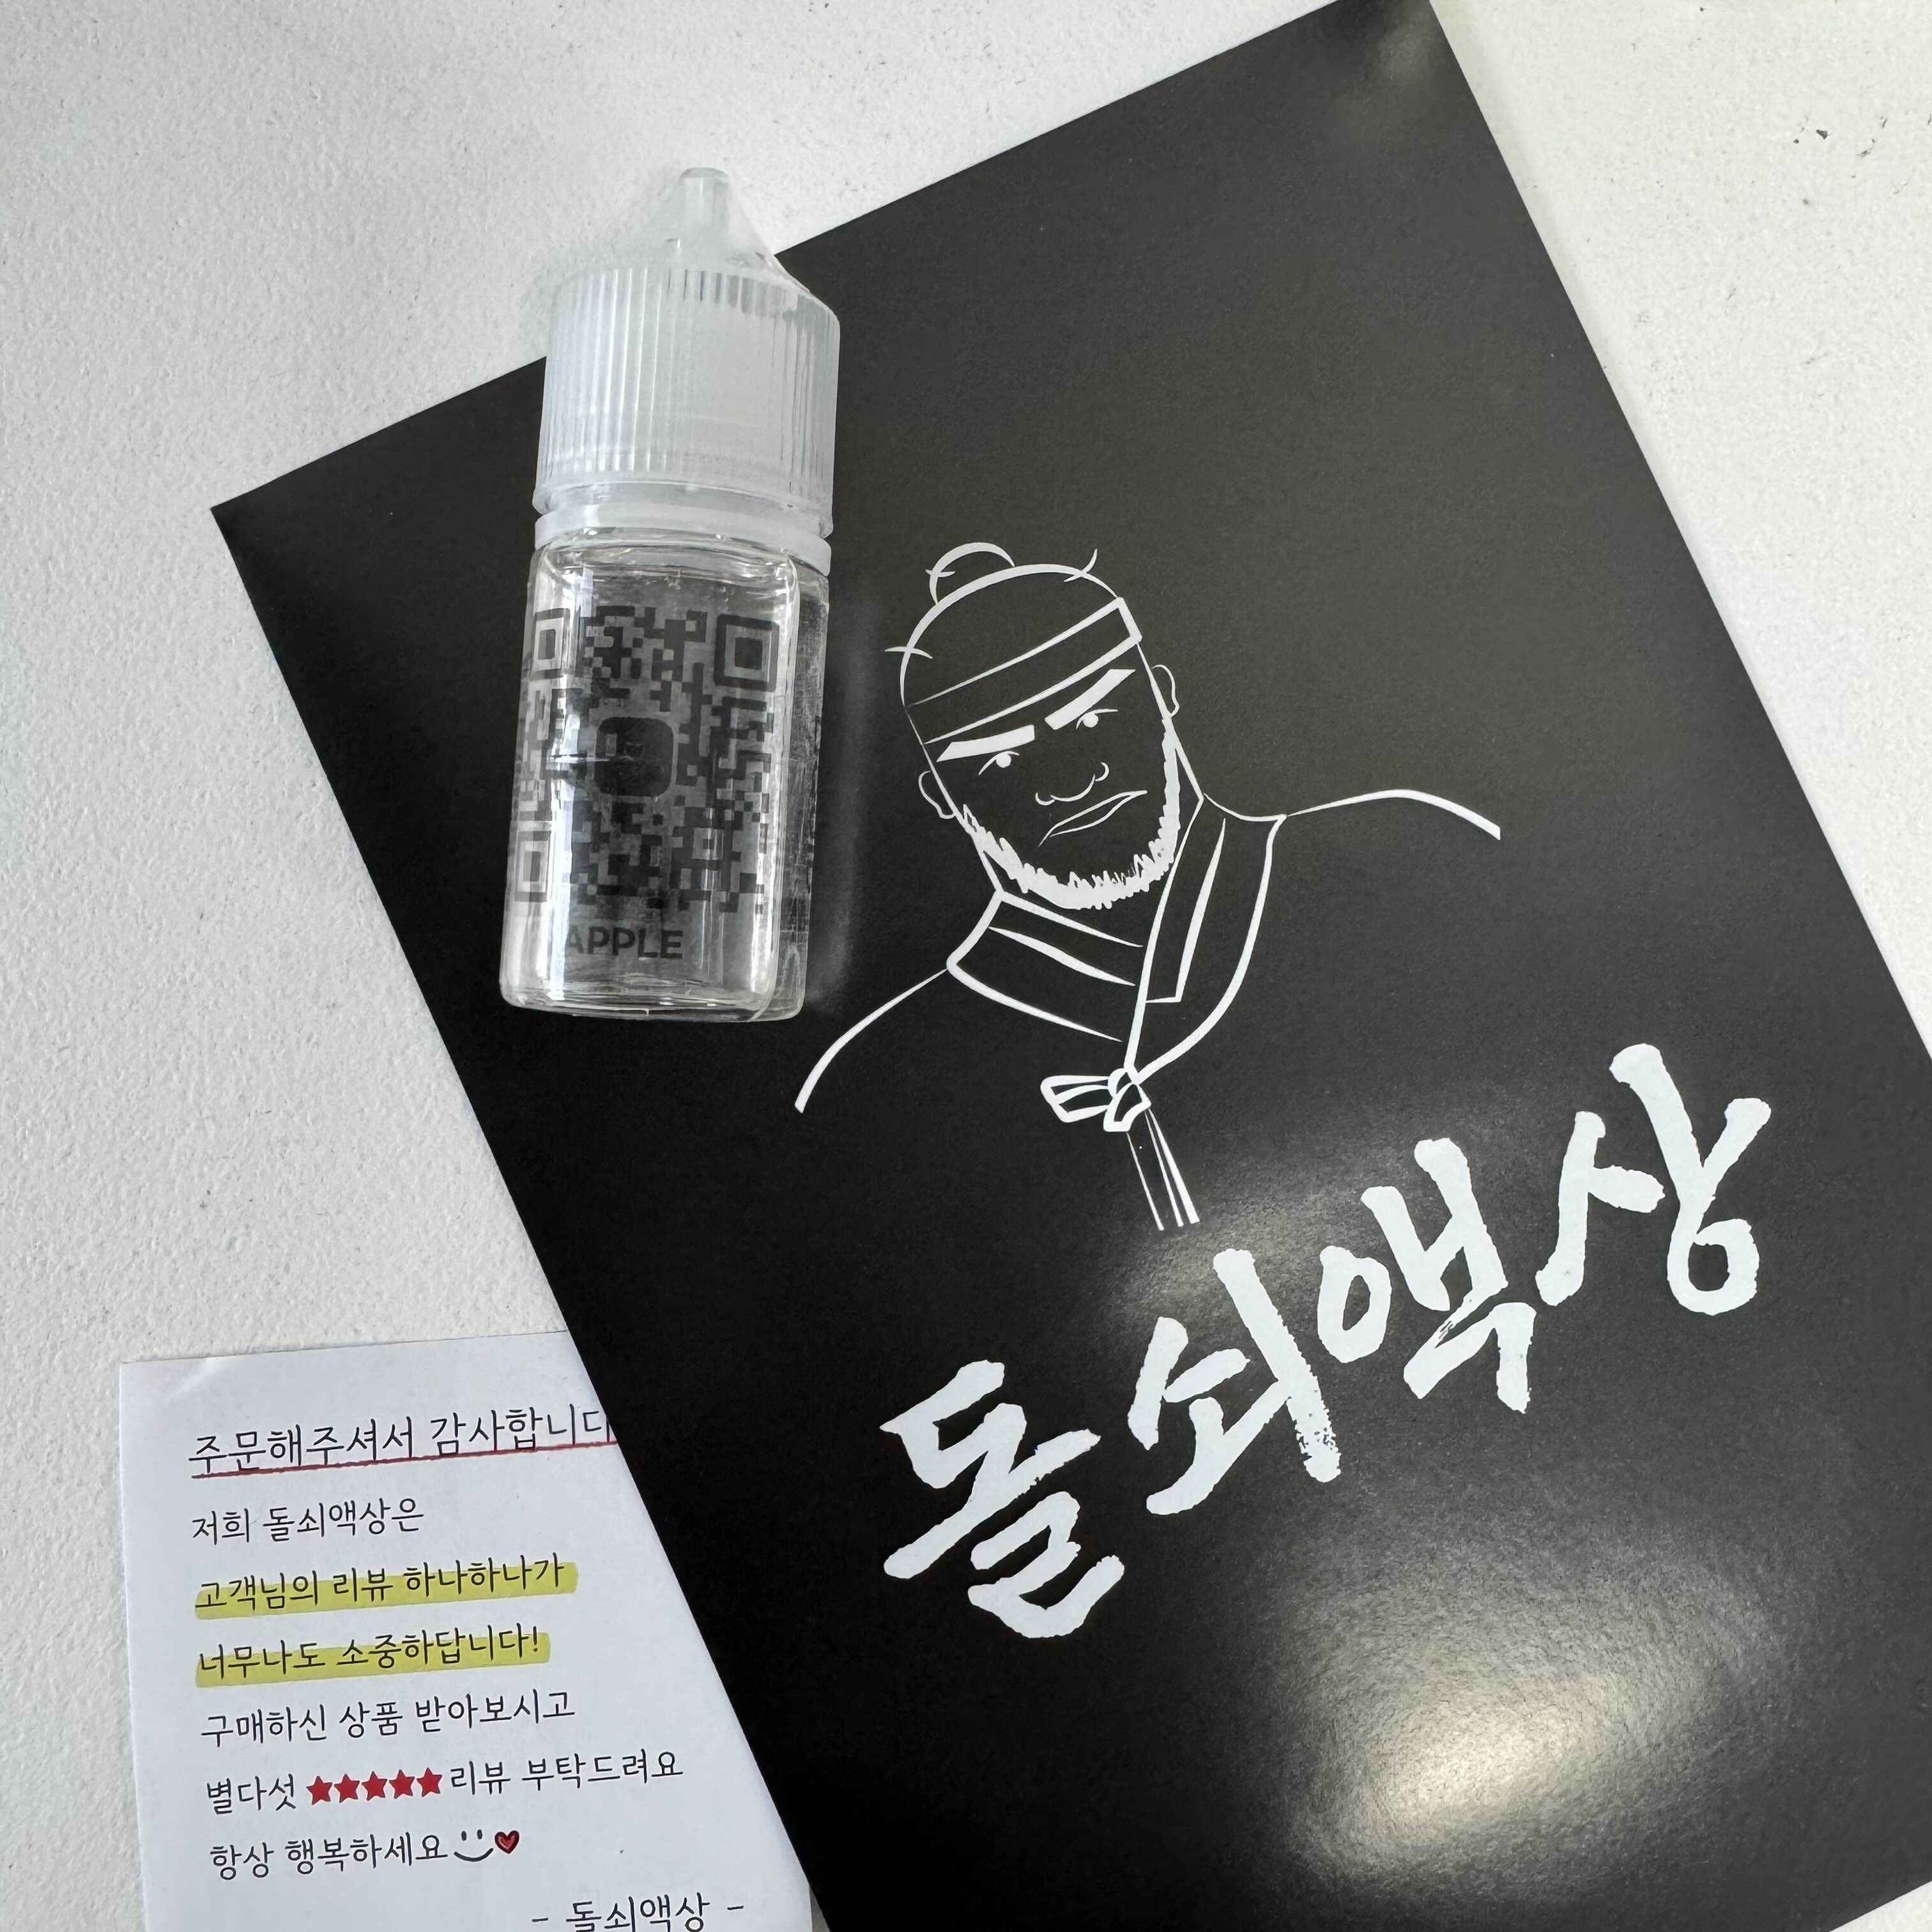 APPLE
돌쇠액상
주문해주셔서 감사합니다
저희 돌쇠액상은
고객님의 리뷰 하나하나가
너무나도 소중하답니다!
구매하신 상품 받아보시고
별다섯 ★★★★★ 리뷰 부탁드려요
항상 행복하세요
- 돌쇠액상 -